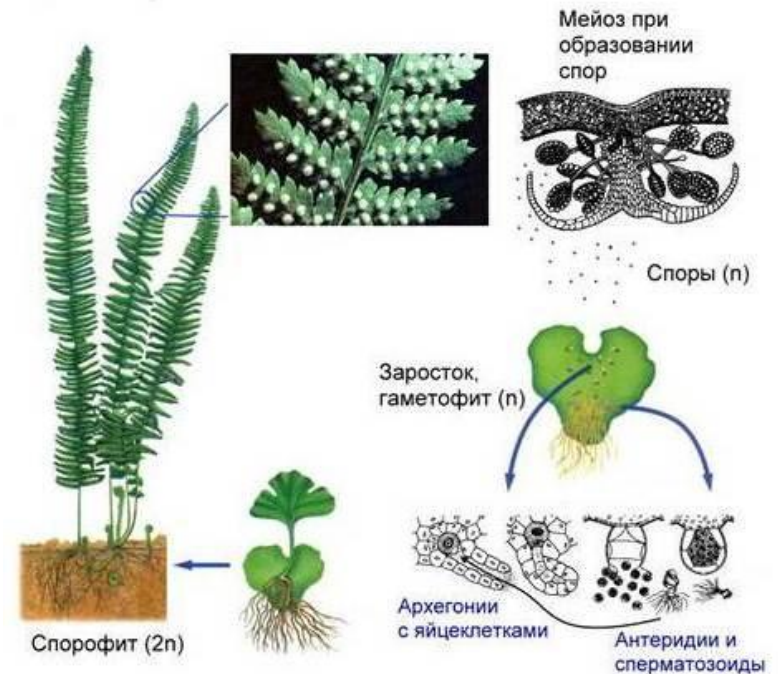 Мейоз при
образовании
спор
Споры (n)
Заросток,
гаметофит (n)
Архегонии
с яйцеклетками
Антеридии и
сперматозоиды
Спорофит (2n)